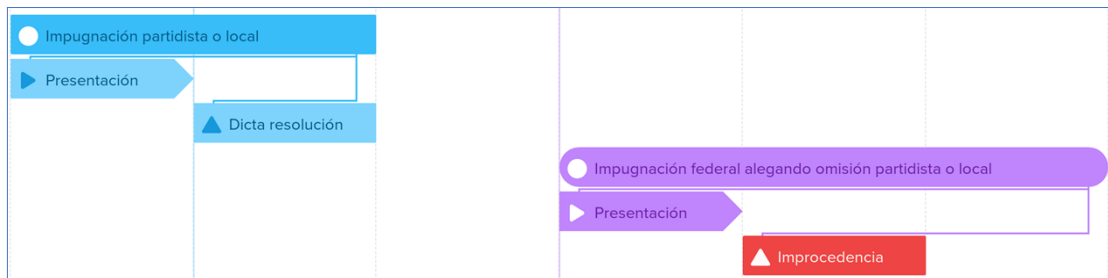 Impugnación partidista o local
Presentación
Dicta resolución
Impugnación federal alegando omisión partidista o local
Presentación
Improcedencia